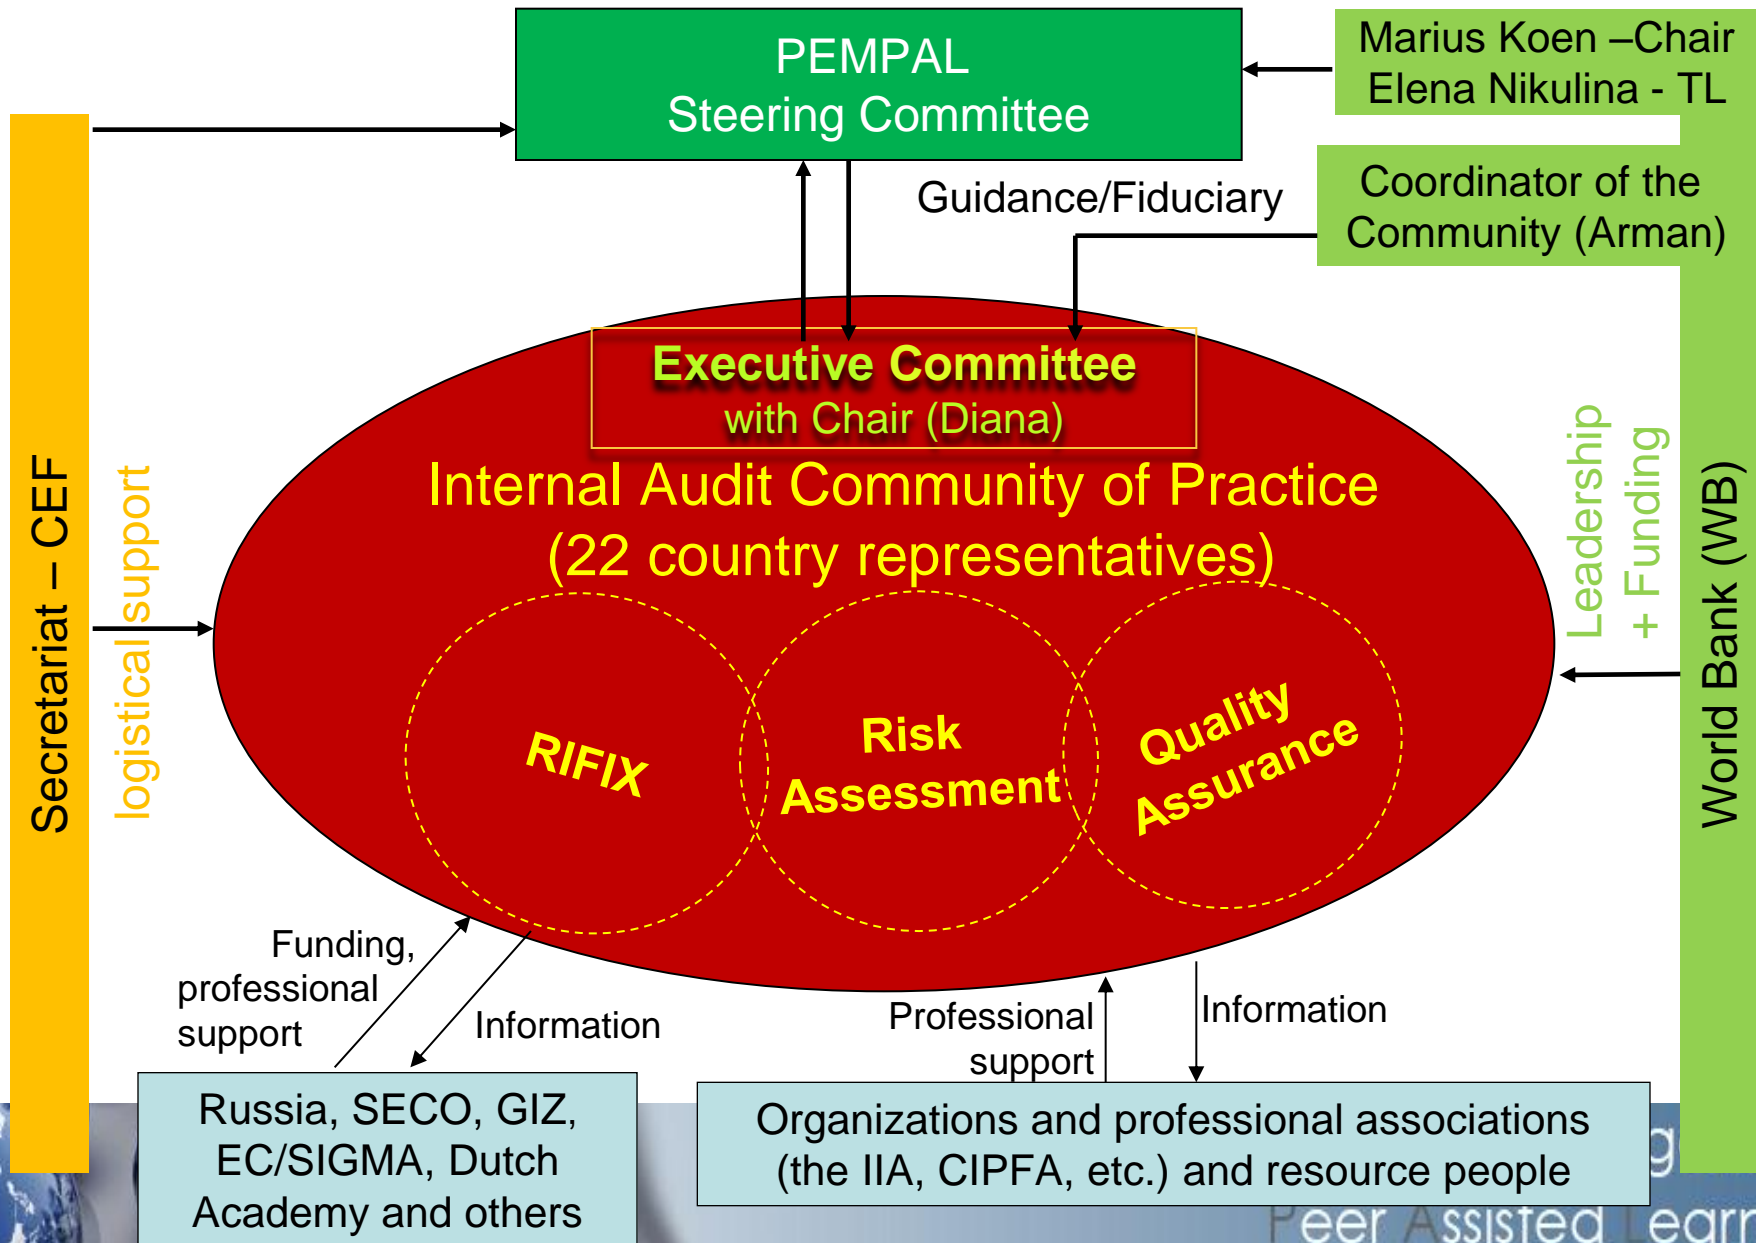 PEMPAL
Steering Committee
Marius Koen –Chair
Elena Nikulina - TL
Coordinator of the
Community (Arman)
Guidance/Fiduciary
Executive Committee
with Chair (Diana)
Internal Audit Community of Practice
(22 country representatives)
RIFIX
Risk
Assessment
Quality
Assurance
Secretariat – CEF
logistical support
Leadership
+ Funding
World Bank (WB)
Funding,
professional
support
Information
Professional
support
Information
Russia, SECO, GIZ,
EC/SIGMA, Dutch
Academy and others
Organizations and professional associations
(the IIA, CIPFA, etc.) and resource people
g
Peer Assisted Learn